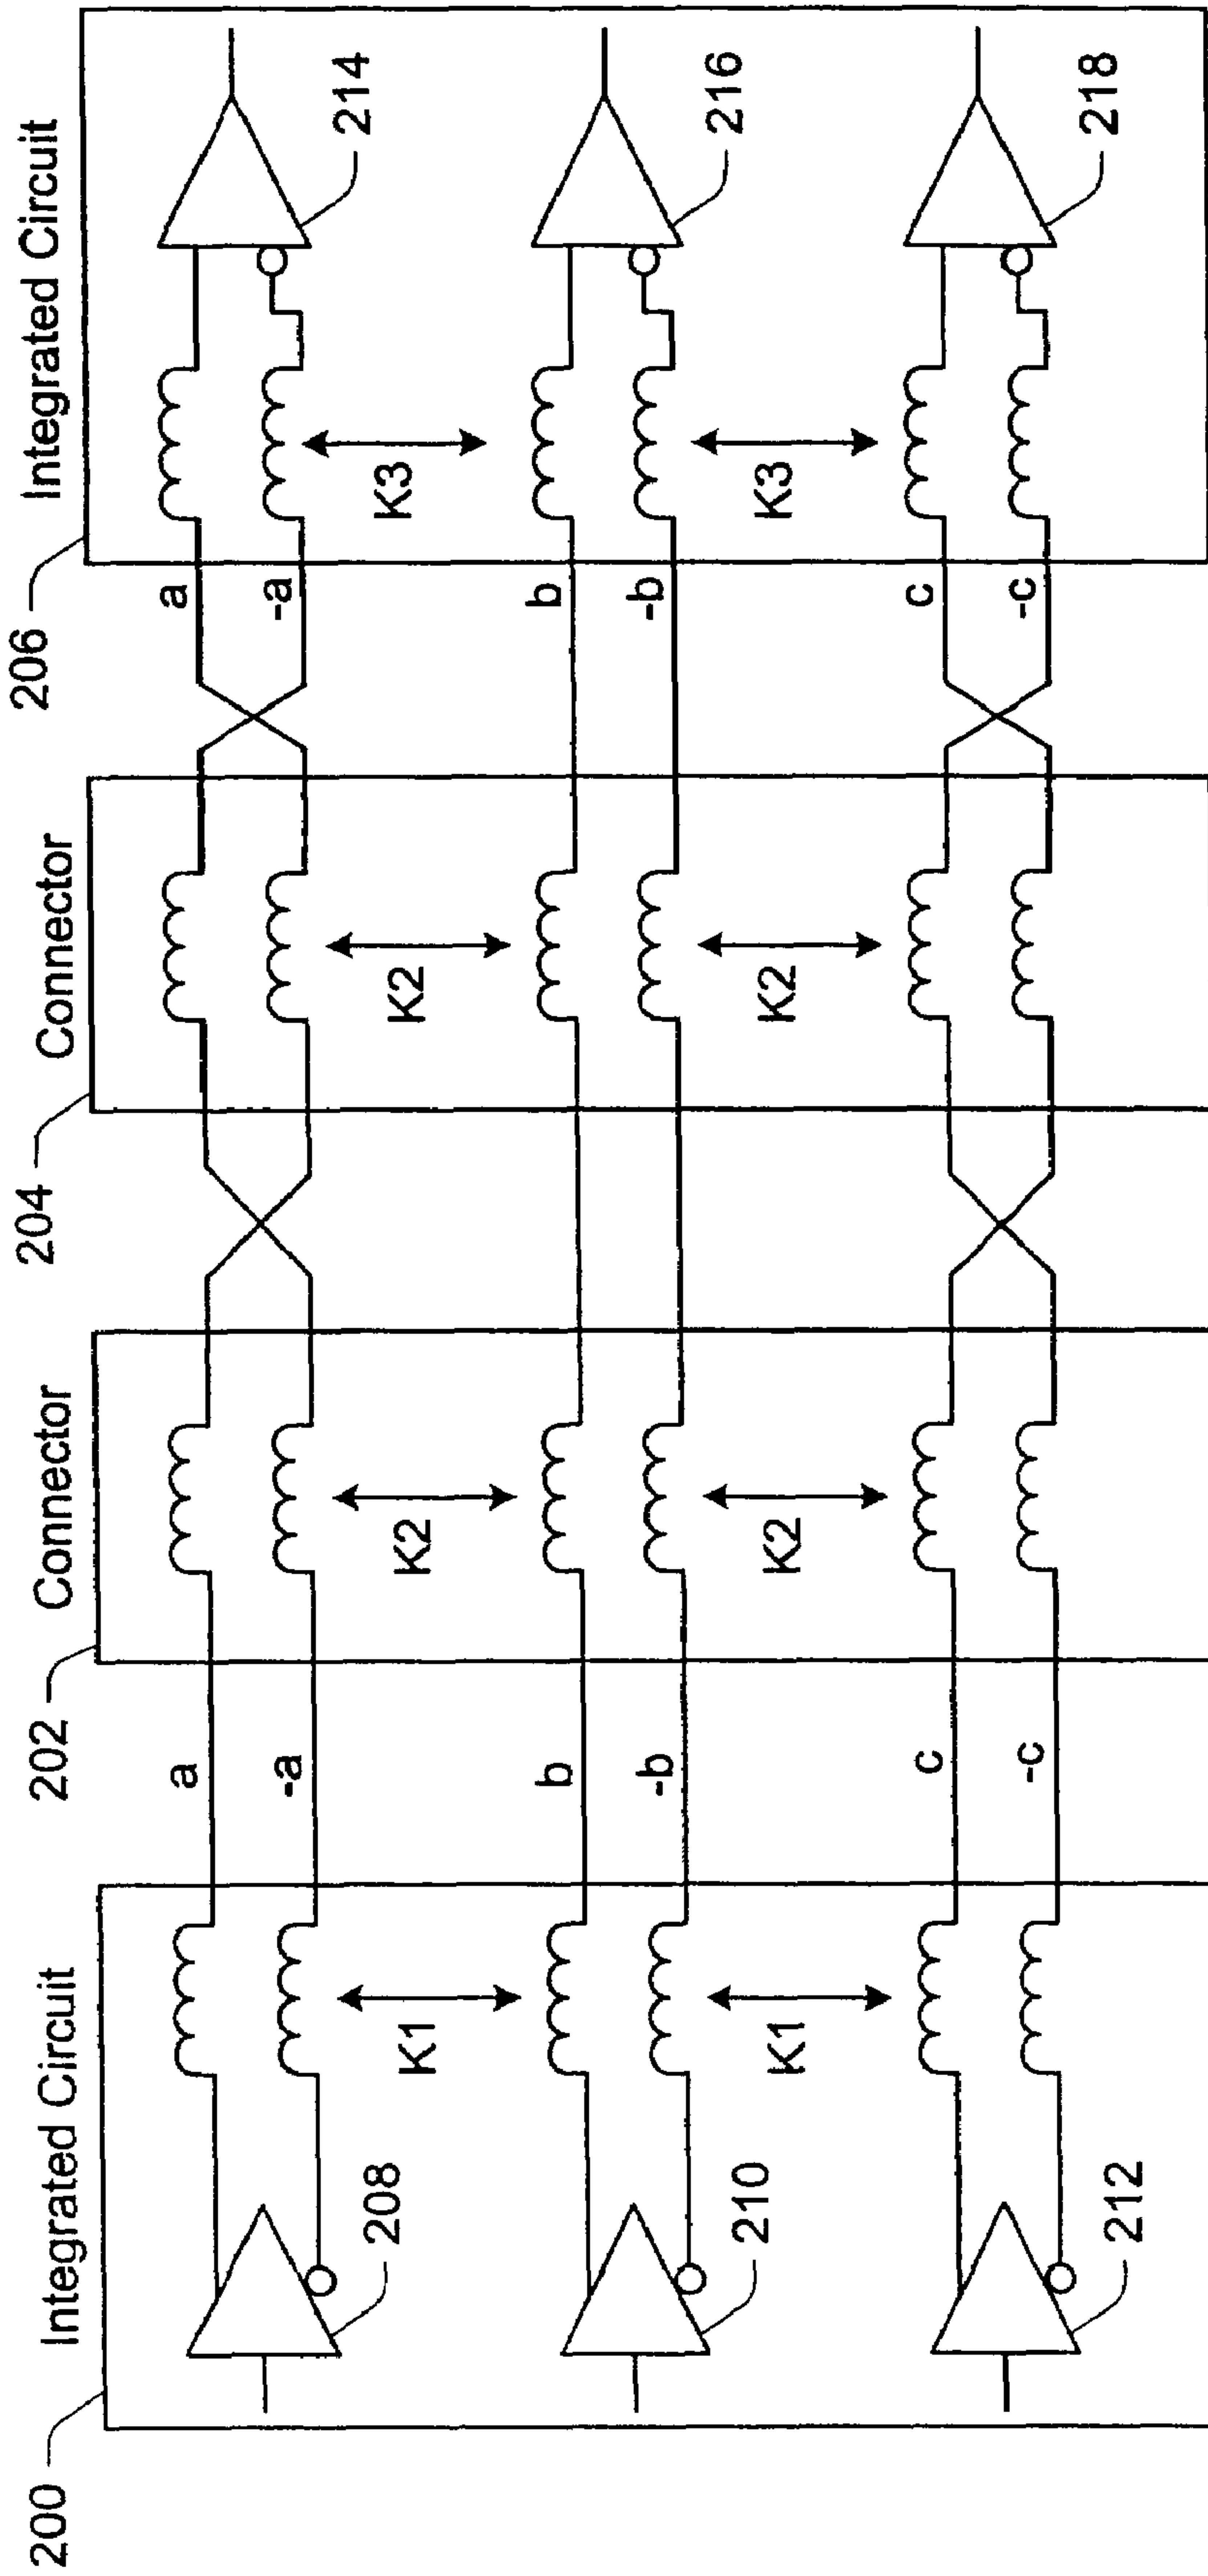 200
Integrated Circuit
202
Connector
204
Connector
206
Integrated Circuit
a
-a
b
-b
c
-c
a
-a
b
-b
c
-c
K1
K1
K2
K2
K2
K2
K3
K3
208
210
212
214
216
218